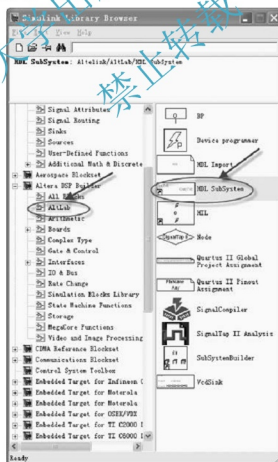 Simulink Library Browser
File Edit View Help
HDL SubSystem: Altelink/AltLab/HDL SubSystem
Signal Attributes
Signal Routing
Sinks
Sources
User-Defined Functions
Additional Math & Discrete
Aerospace Blockset
Altera DSP Builder
All Blocks
AltLab
Arithmetic
Boards
Complex Type
Gate & Control
Interfaces
IO & Bus
Rate Change
Simulation Blocks Library
State Machine Functions
Storage
MegaCore Functions
Video and Image Processing
CDMA Reference Blockset
Communications Blockset
Control System Toolbox
Embedded Target for Infineon C
Embedded Target for Motorola
Embedded Target for Motorola
Embedded Target for OSEK/VDX
Embedded Target for TI C2000 D
Embedded Target for TI C6000 D
BP
Device programmer
HDL Import
HDL SubSystem
HIL
Node
Quartus II Global
Project Assignment
Quartus II Pinout
Assignment
SignalCompiler
SignalTap II Analysis
SubSystemBuilder
VcdSink
Ready
禁止转载